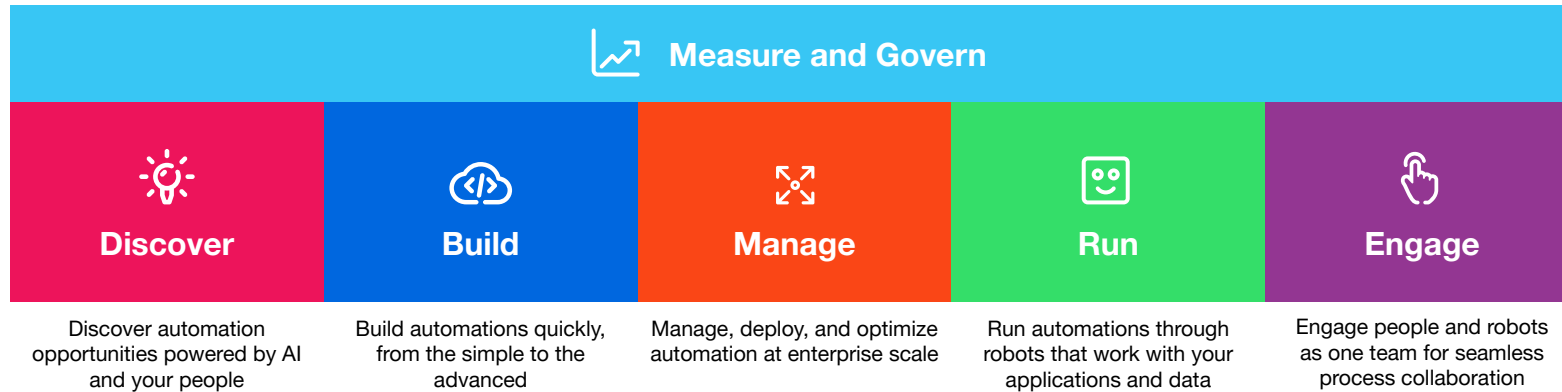 Measure and Govern
Discover
Build
Manage
Run
Engage
Discover automation
opportunities powered by AI
and your people
Build automations quickly,
from the simple to the
advanced
Manage, deploy, and optimize
automation at enterprise scale
Run automations through
robots that work with your
applications and data
Engage people and robots
as one team for seamless
process collaboration